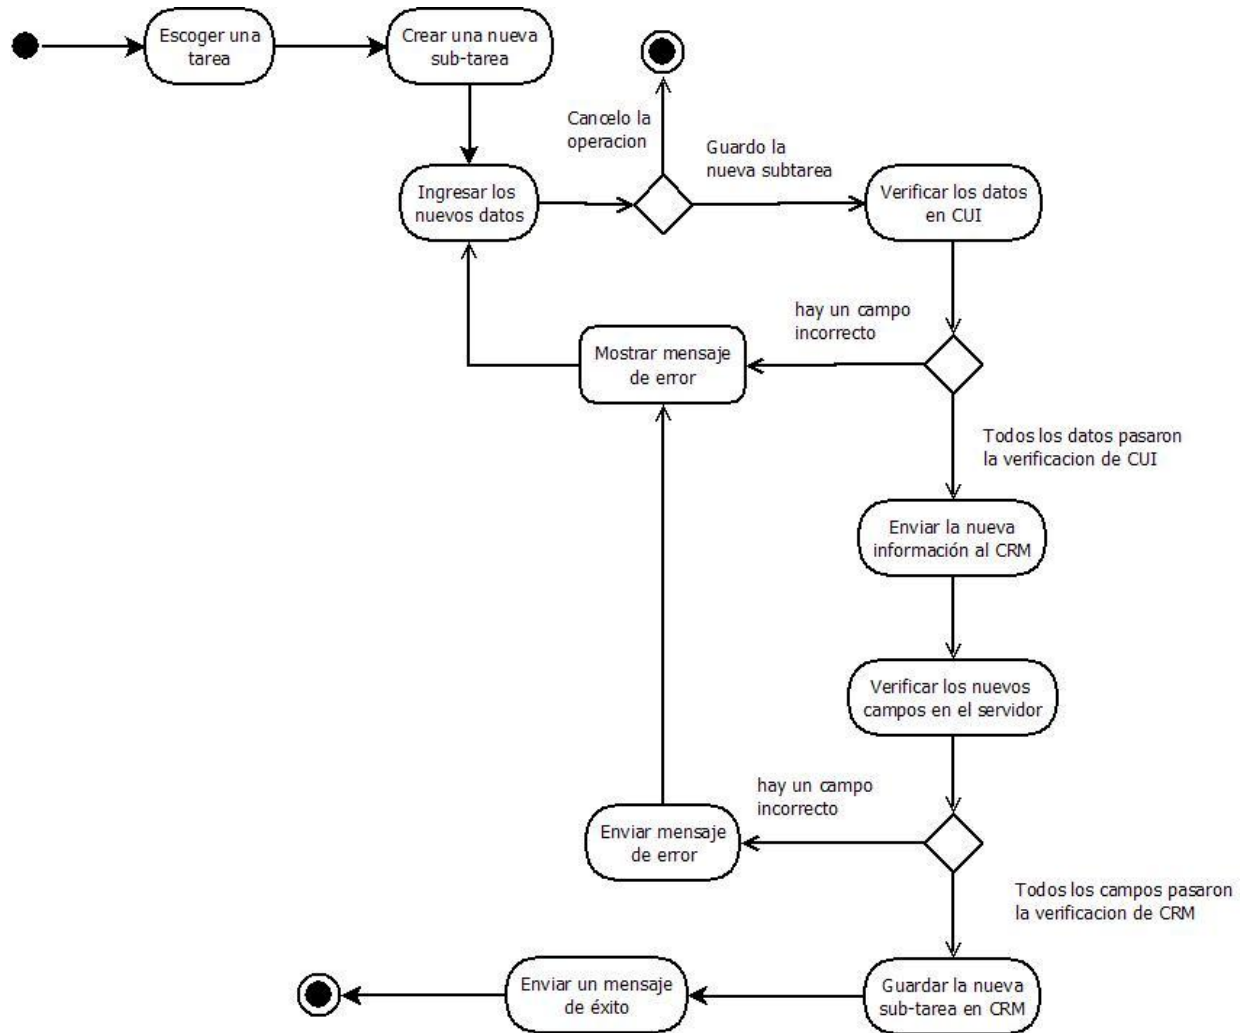 Escoger una
tarea
Crear una nueva
sub-tarea
Cancelo la
operacion
Guardo la
nueva subtarea
Ingresar los
nuevos datos
Verificar los datos
en CUI
hay un campo
incorrecto
Mostrar mensaje
de error
Todos los datos pasaron
la verificacion de CUI
Enviar la nueva
información al CRM
Verificar los nuevos
campos en el servidor
hay un campo
incorrecto
Enviar mensaje
de error
Todos los campos pasaron
la verificacion de CRM
Guardar la nueva
sub-tarea en CRM
Enviar un mensaje
de éxito